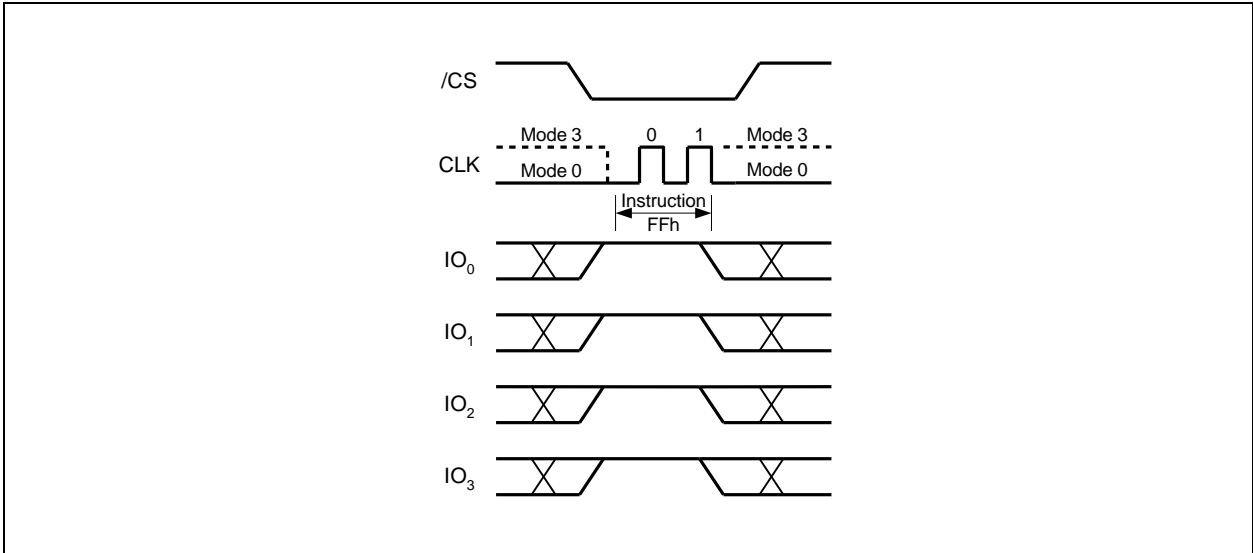 /CS
Mode 3 0 1 Mode 3
CLK
Mode 0 Mode 0
Instruction
FFh
IO0
IO1
IO2
IO3